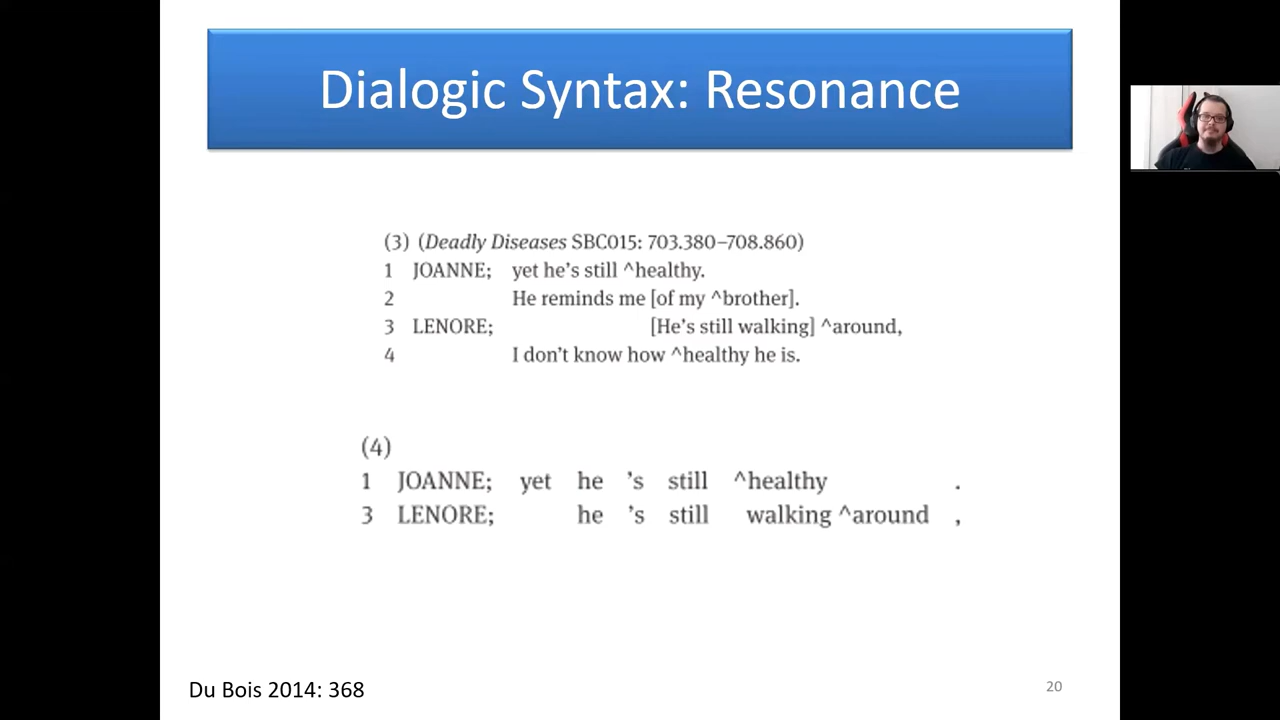 Dialogic Syntax: Resonance
(3) (Deadly Diseases SBC015: 703.380–708.860)
1 JOANNE; yet he's still ^healthy.
2 He reminds me [of my ^brother].
3 LENORE; [He's still walking] ^around,
4 I don't know how ^healthy he is.
(4)
1 JOANNE; yet he 's still ^healthy .
3 LENORE; he 's still walking ^around ,
Du Bois 2014: 368
20